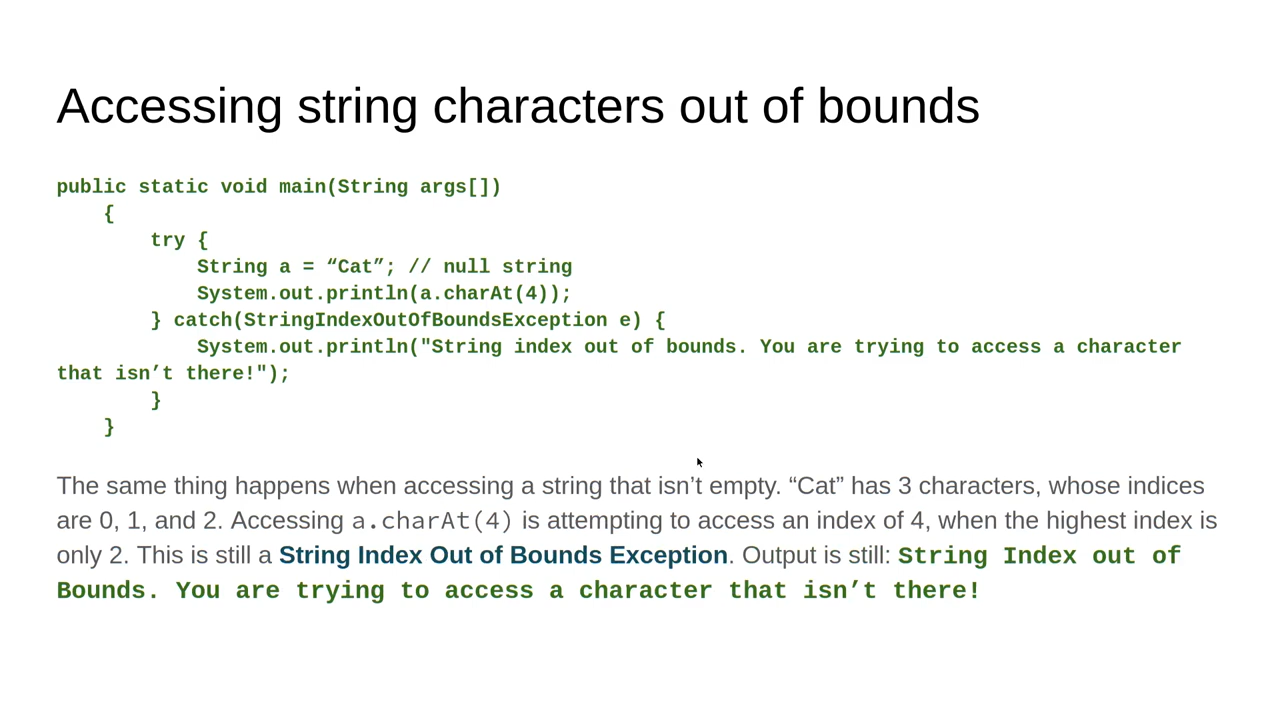 Accessing string characters out of bounds
public static void main(String args[])
{
try {
String a = “Cat”; // null string
System.out.println(a.charAt(4));
} catch(StringIndexOutOfBoundsException e) {
System.out.println("String index out of bounds. You are trying to access a character
that isn’t there!");
}
}
The same thing happens when accessing a string that isn’t empty. “Cat” has 3 characters, whose indices
are 0, 1, and 2. Accessing a.charAt(4) is attempting to access an index of 4, when the highest index is
only 2. This is still a String Index Out of Bounds Exception. Output is still: String Index out of
Bounds. You are trying to access a character that isn’t there!